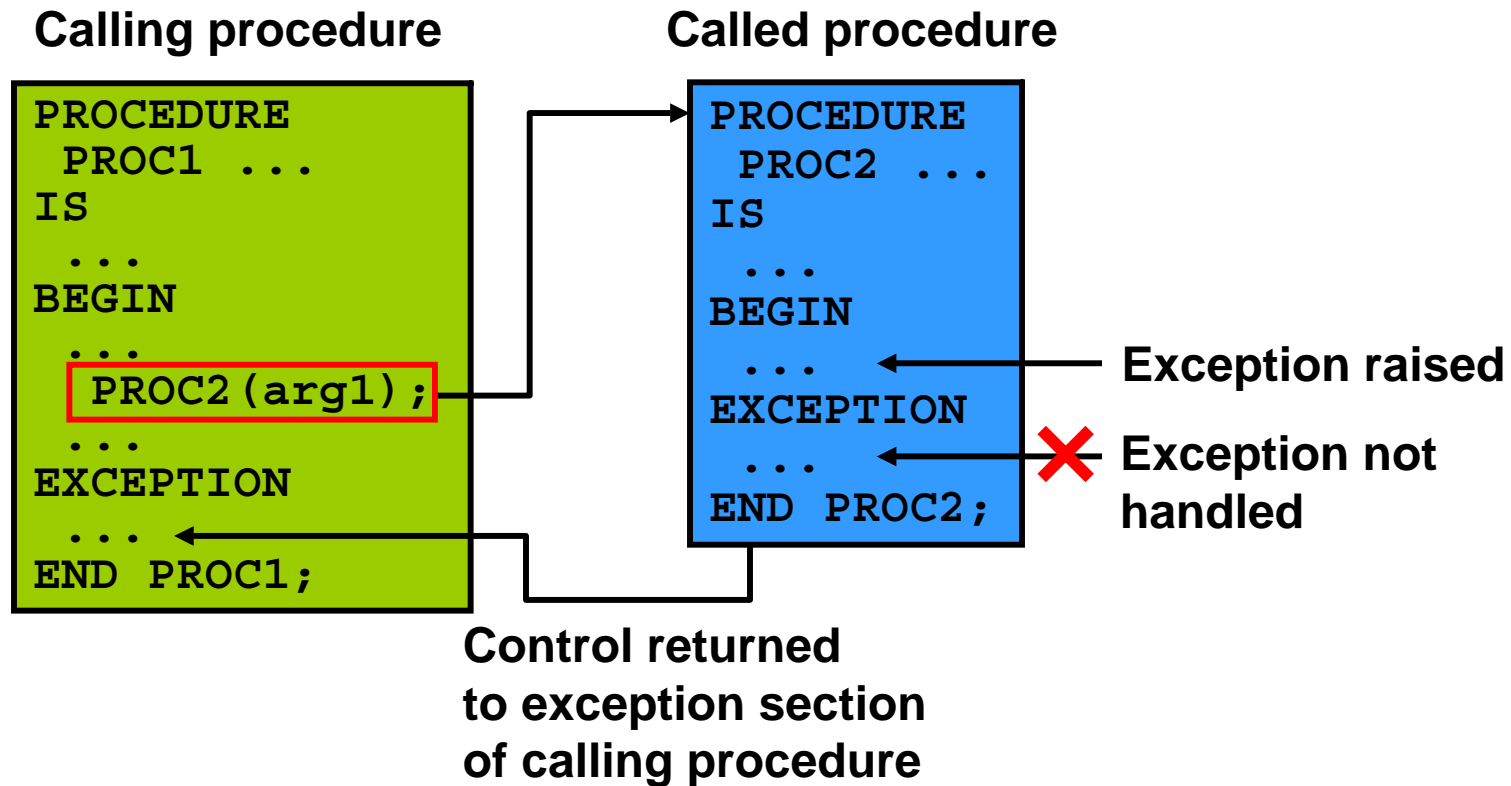 Calling procedure
PROCEDURE
PROC1 ...
IS
...
BEGIN
...
PROC2(arg1);
...
EXCEPTION
...
END PROC1;
Called procedure
PROCEDURE
PROC2 ...
IS
...
BEGIN
...
EXCEPTION
...
END PROC2;
Exception raised
Exception not
handled
Control returned
to exception section
of calling procedure